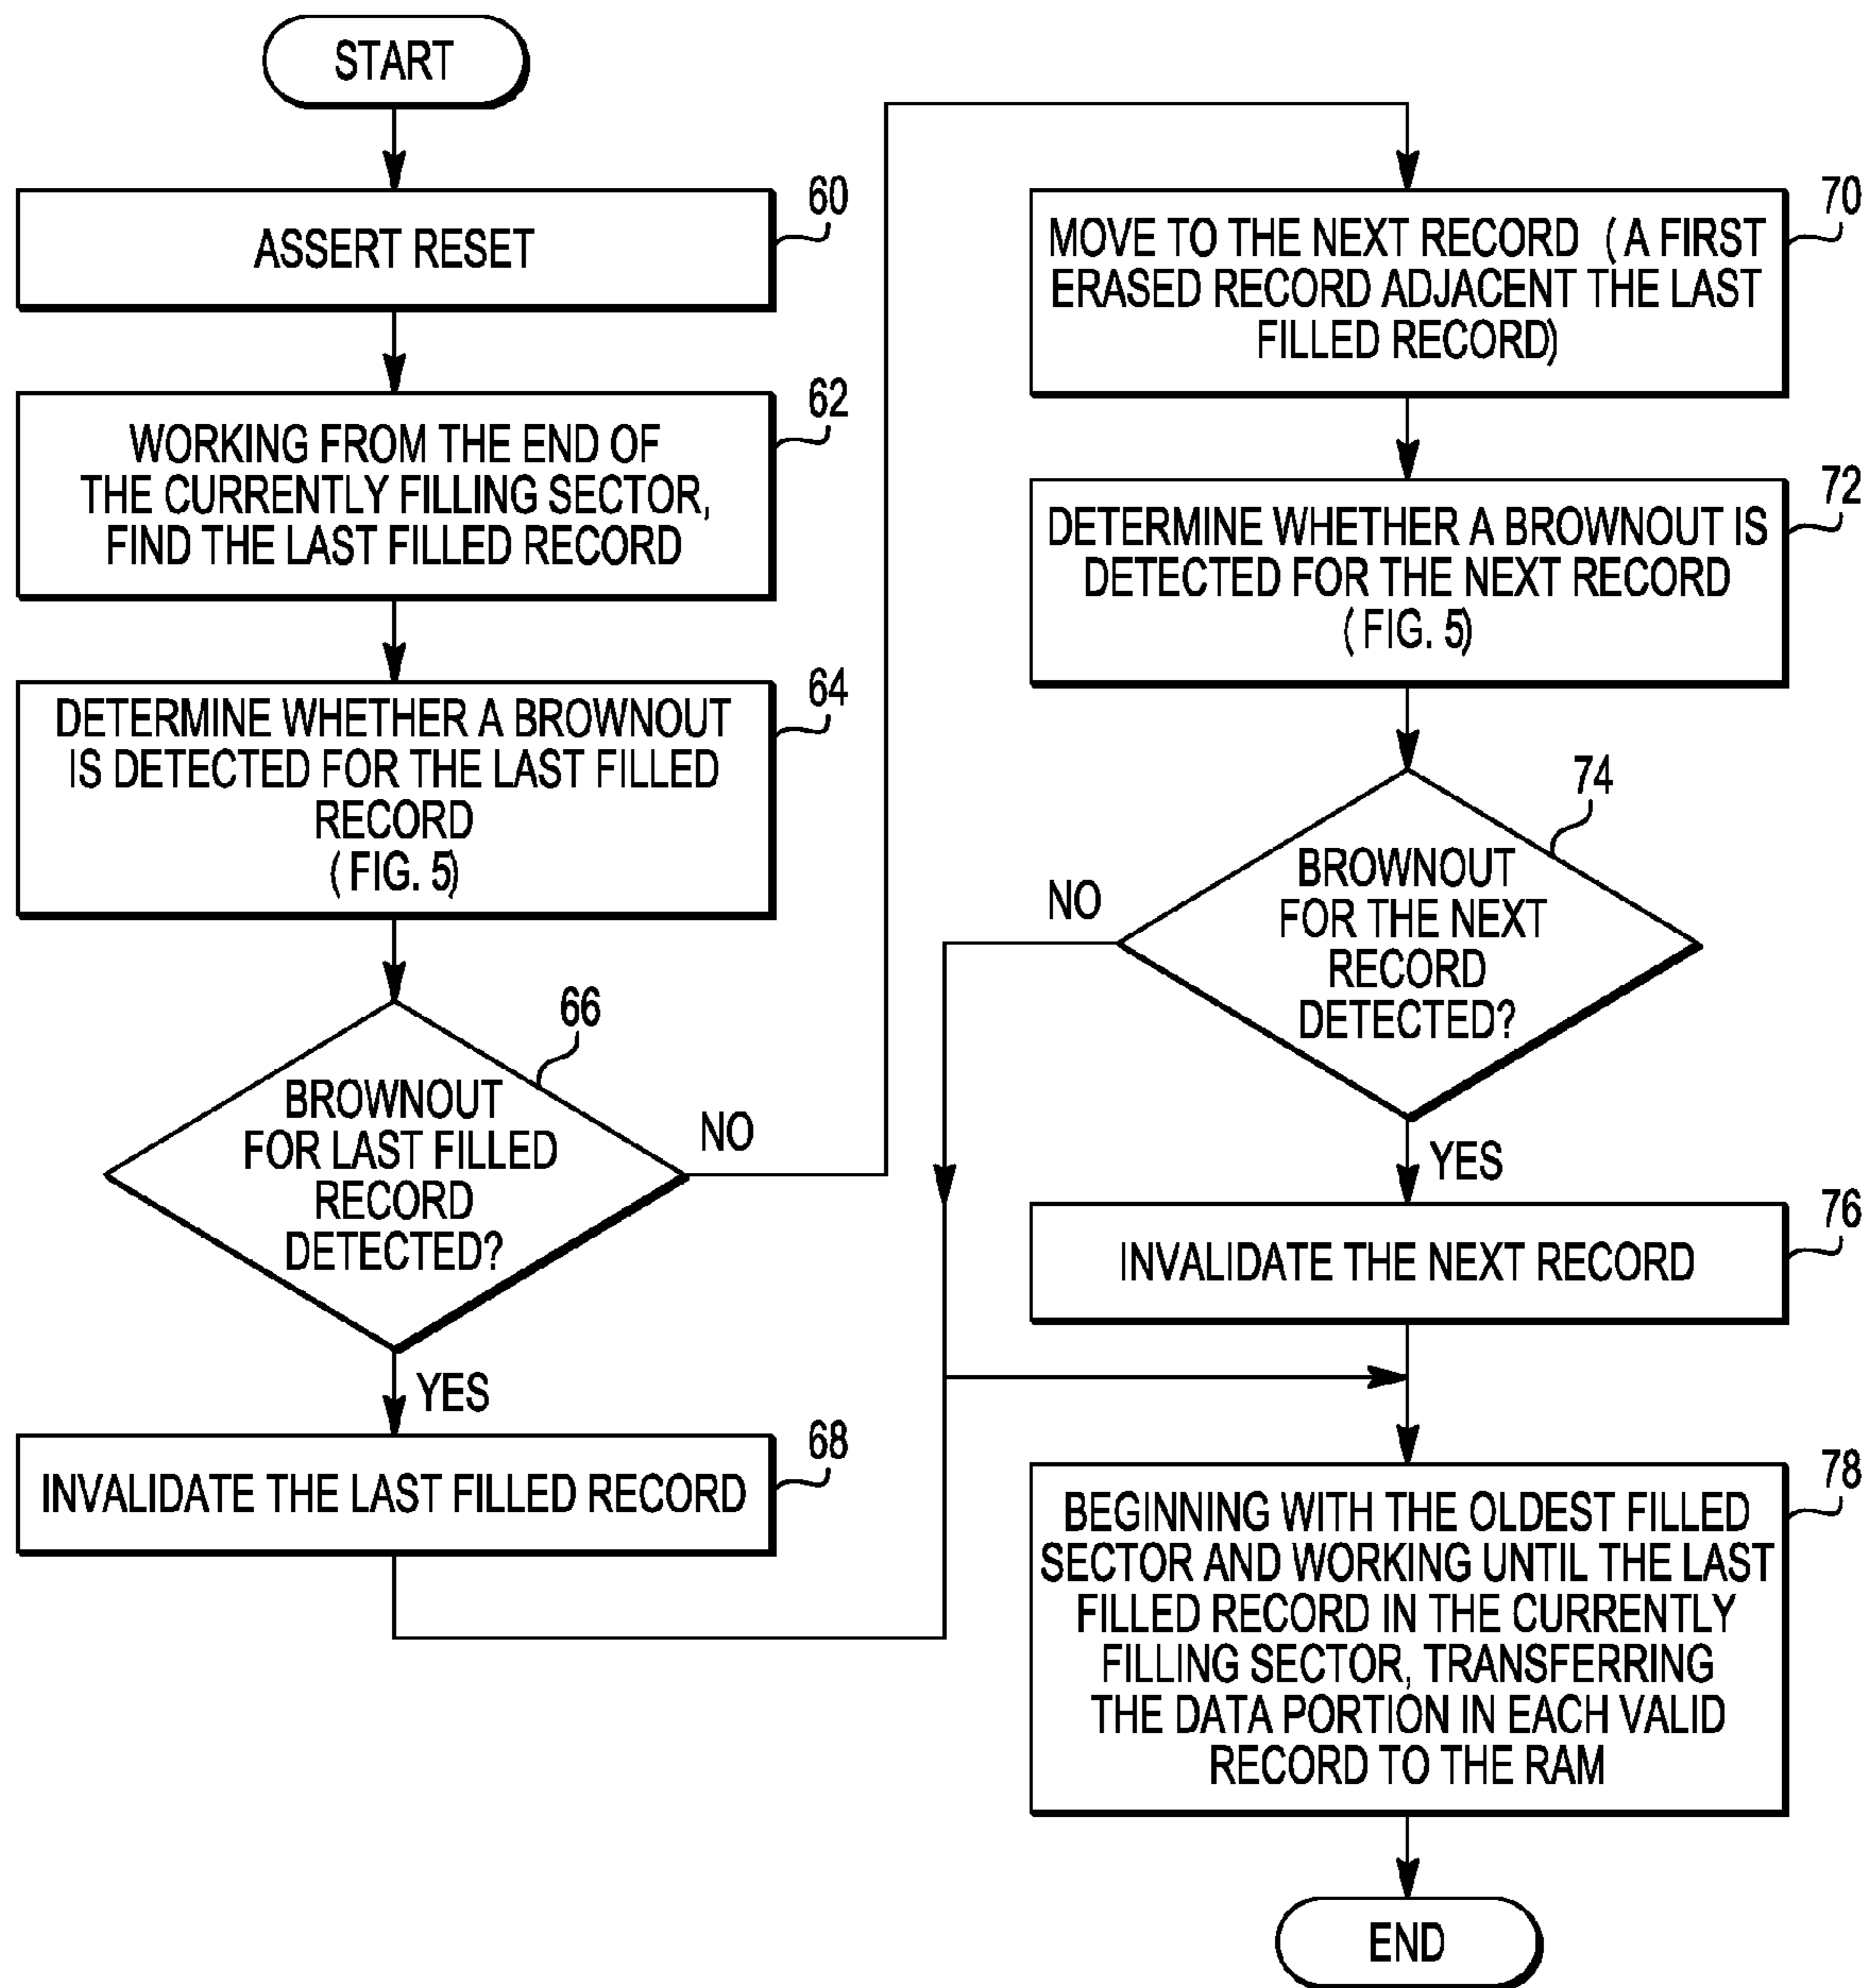 START
60
ASSERT RESET
62
WORKING FROM THE END OF
THE CURRENTLY FILLING SECTOR,
FIND THE LAST FILLED RECORD
64
DETERMINE WHETHER A BROWNOUT
IS DETECTED FOR THE LAST FILLED
RECORD
( FIG. 5)
66
BROWNOUT
FOR LAST FILLED
RECORD
DETECTED?
NO
YES
68
INVALIDATE THE LAST FILLED RECORD
70
MOVE TO THE NEXT RECORD ( A FIRST
ERASED RECORD ADJACENT THE LAST
FILLED RECORD)
72
DETERMINE WHETHER A BROWNOUT IS
DETECTED FOR THE NEXT RECORD
( FIG. 5)
74
BROWNOUT
FOR THE NEXT
RECORD
DETECTED?
NO
YES
76
INVALIDATE THE NEXT RECORD
78
BEGINNING WITH THE OLDEST FILLED
SECTOR AND WORKING UNTIL THE LAST
FILLED RECORD IN THE CURRENTLY
FILLING SECTOR, TRANSFERRING
THE DATA PORTION IN EACH VALID
RECORD TO THE RAM
END